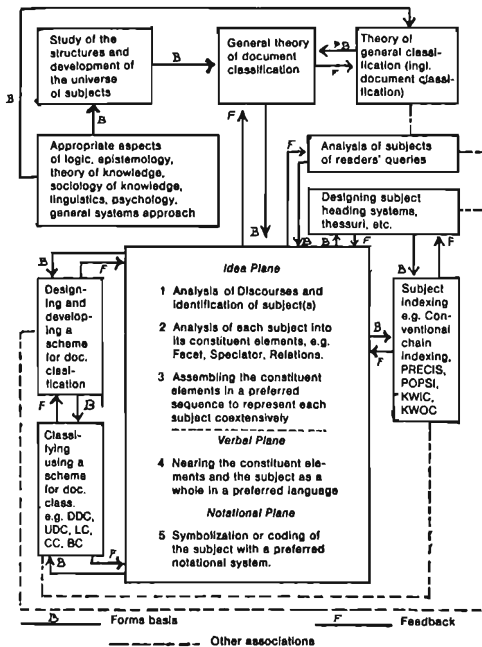 Study of the
structures and
development of
the universe
of subjects
B
General theory
of document
classification
B
F
Theory of
general classi-
fication (ingl.
document classi-
fication)
B
B
F
Appropriate aspects
of logic, epistemology,
theory of knowledge,
sociology of knowledge,
linguistics, psychology,
general systems approach
F
Analysis of subjects
of readers' queries
Designing subject
heading systems,
thessuri, etc.
B
B
B
F
B
F
B
F
Design-
ing and
develop-
ing a
scheme
for doc.
clasi-
fication
F
B
Classi-
fying
using a
scheme
for doc.
class.
e.g. DDC,
UDC, LC,
CC, BC
F
B
Idea Plane
1 Analysis of Discourses and
identification of subject(s)
2 Analysis of each subject into
its constituent elements, e.g.
Facet, Speciator, Relations.
3 Assembling the constituent
elements in a preferred
sequence to represent each
subject coextensively
Verbal Plane
4 Nearing the constituent ele-
ments and the subject as a
whole in a preferred language
Notational Plane
5 Symbolization or coding of
the subject with a preferred
notational system.
B
F
Subject
indexing
e.g. Con-
ventional
chain
indexing,
PRECIS,
POPSI,
KWIC,
KWOC
B Forms basis
F Feedback
Other associations